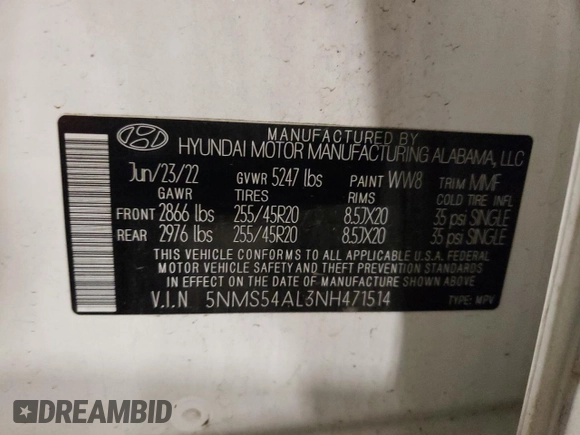 MANUFACTURED BY
HYUNDAI MOTOR MANUFACTURING ALABAMA, LLC
Jun/23/22 GVWR 5247 lbs PAINT WW8 TRIM MMF
GAWR TIRES RIMS COLD TIRE INFL
FRONT 2866 lbs 255/45R20 8.5JX20 35 psi SINGLE
REAR 2976 lbs 255/45R20 8.5JX20 35 psi SINGLE
THIS VEHICLE CONFORMS TO ALL APPLICABLE U.S.A. FEDERAL
MOTOR VEHICLE SAFETY, BUMPER, AND THEFT PREVENTION STANDARDS
IN EFFECT ON THE DATE OF MANUFACTURE SHOWN ABOVE.
V.I.N 5NMS54AL3NH471514 TYPE: MPV
DREAMBID